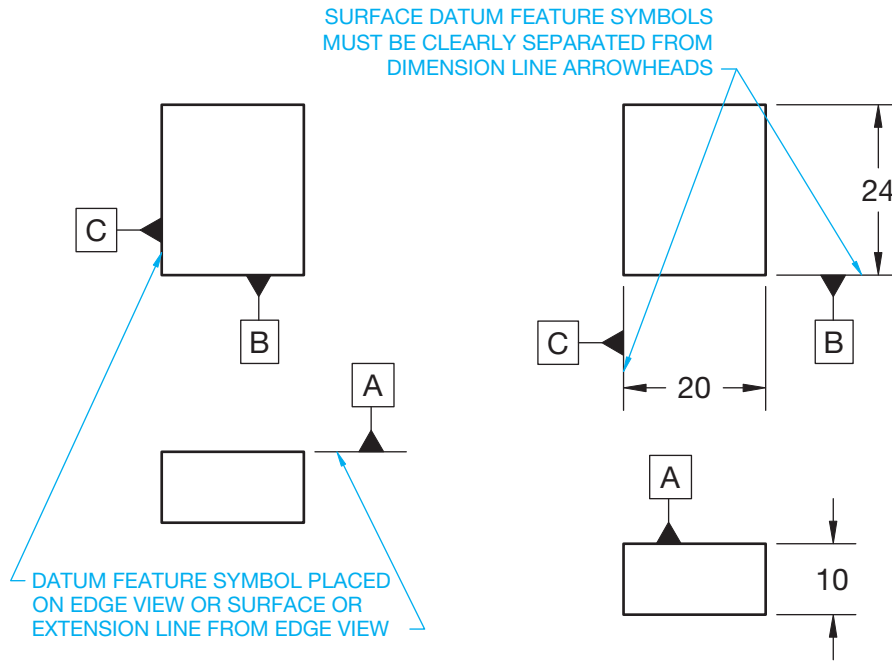 SURFACE DATUM FEATURE SYMBOLS
MUST BE CLEARLY SEPARATED FROM
DIMENSION LINE ARROWHEADS
C
B
24
C
B
20
A
A
10
DATUM FEATURE SYMBOL PLACED
ON EDGE VIEW OR SURFACE OR
EXTENSION LINE FROM EDGE VIEW